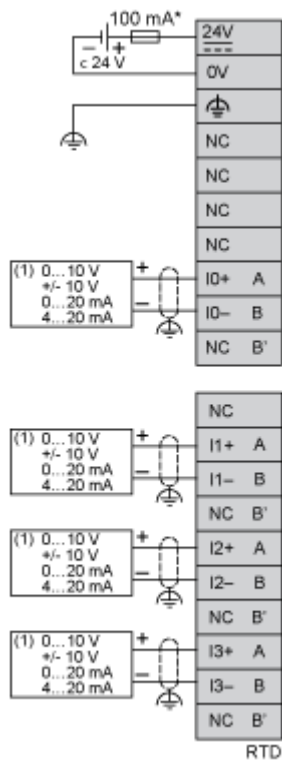 100 mA*
24V
– +
c 24 V
0V
NC
NC
NC
NC
(1) 0...10 V
+/- 10 V
0...20 mA
4...20 mA
+
–
I0+ A
I0– B
NC B'
NC
(1) 0...10 V
+/- 10 V
0...20 mA
4...20 mA
+
–
I1+ A
I1– B
NC B'
(1) 0...10 V
+/- 10 V
0...20 mA
4...20 mA
+
–
I2+ A
I2– B
NC B'
(1) 0...10 V
+/- 10 V
0...20 mA
4...20 mA
+
–
I3+ A
I3– B
NC B'
RTD